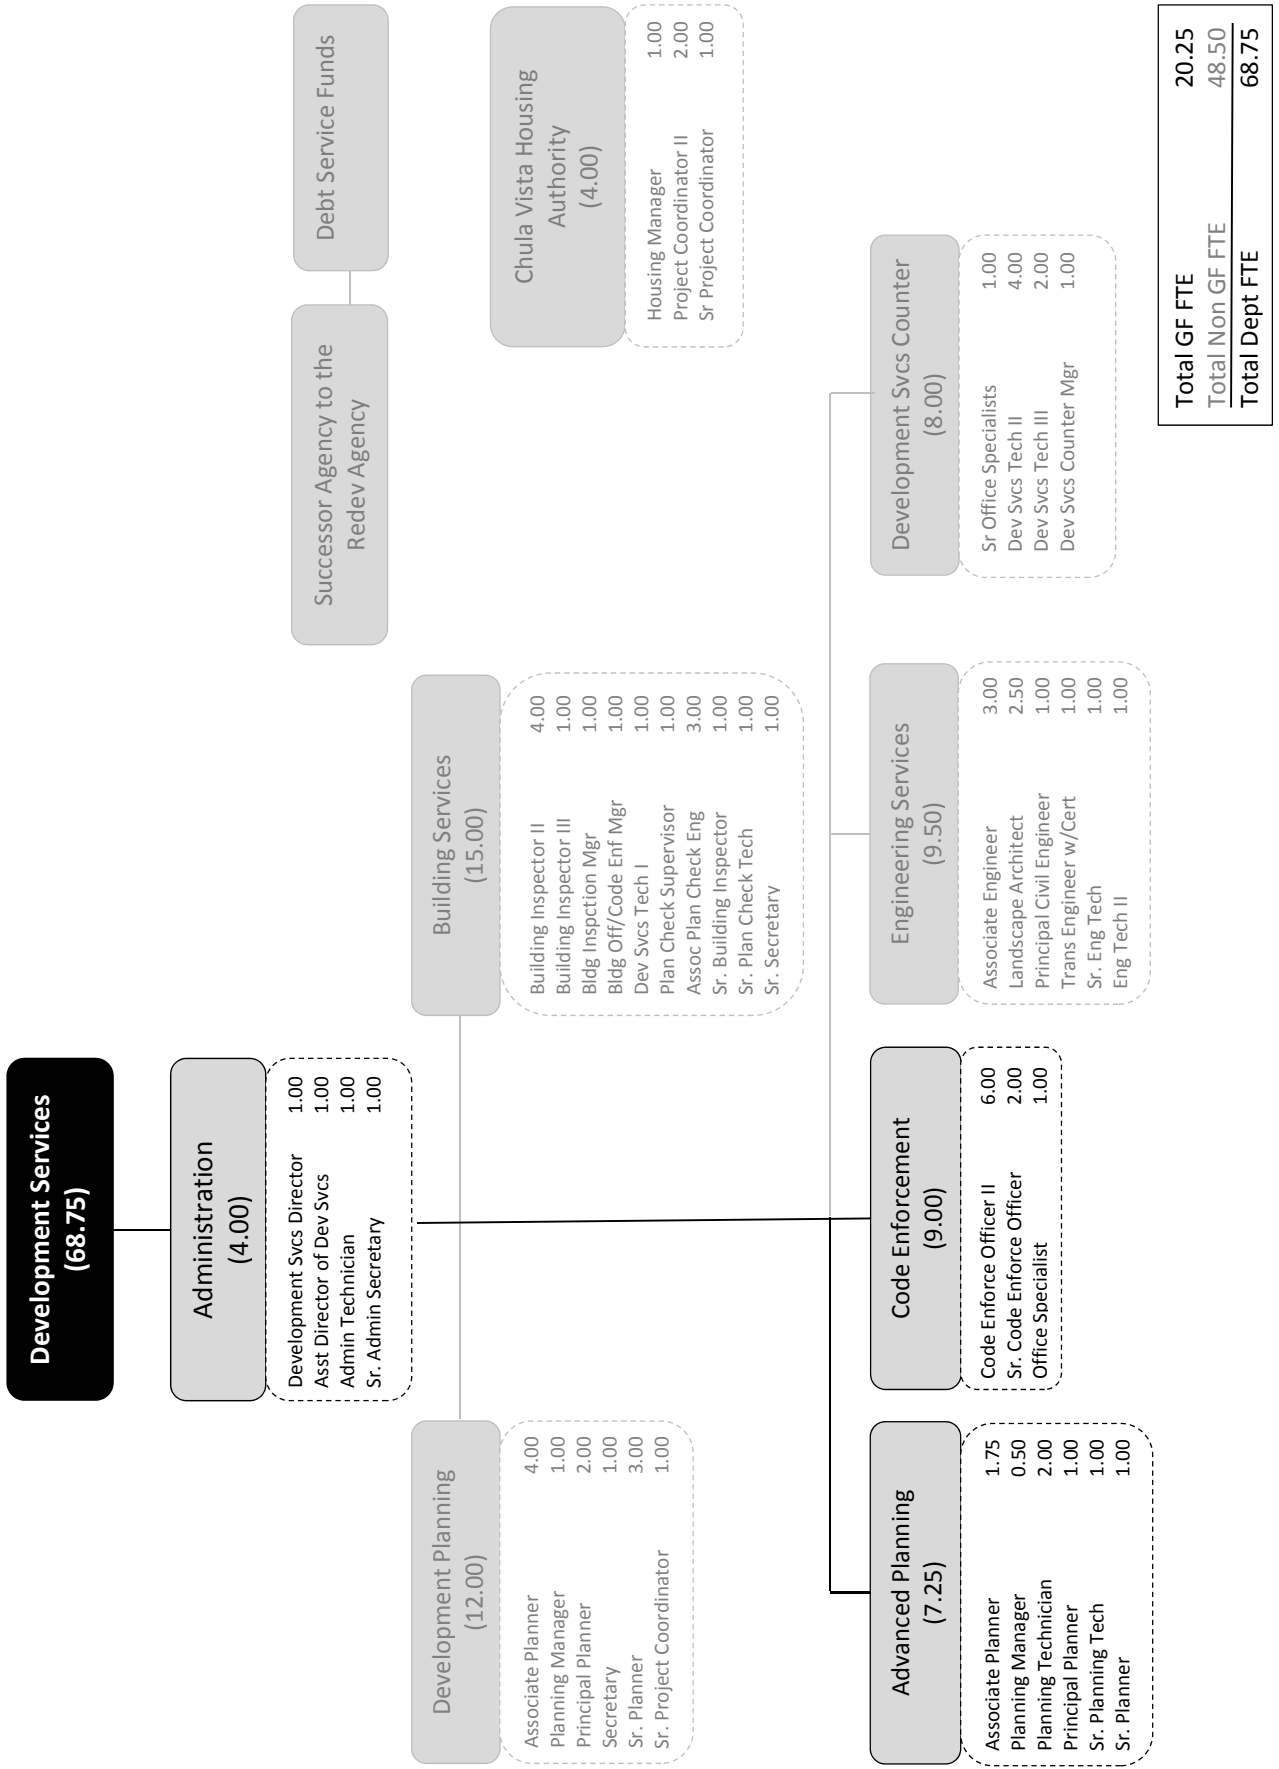 Development Services
(68.75)
Administration
(4.00)
Development Svcs Director 1.00
Asst Director of Dev Svcs 1.00
Admin Technician 1.00
Sr. Admin Secretary 1.00
Successor Agency to the
Redev Agency
Debt Service Funds
Development Planning
(12.00)
Associate Planner 4.00
Planning Manager 1.00
Principal Planner 2.00
Secretary 1.00
Sr. Planner 3.00
Sr. Project Coordinator 1.00
Building Services
(15.00)
Building Inspector II 4.00
Building Inspector III 1.00
Bldg Inspction Mgr 1.00
Bldg Off/Code Enf Mgr 1.00
Dev Svcs Tech I 1.00
Plan Check Supervisor 1.00
Assoc Plan Check Eng 3.00
Sr. Building Inspector 1.00
Sr. Plan Check Tech 1.00
Sr. Secretary 1.00
Chula Vista Housing
Authority
(4.00)
Housing Manager 1.00
Project Coordinator II 2.00
Sr Project Coordinator 1.00
Advanced Planning
(7.25)
Associate Planner 1.75
Planning Manager 0.50
Planning Technician 2.00
Principal Planner 1.00
Sr. Planning Tech 1.00
Sr. Planner 1.00
Code Enforcement
(9.00)
Code Enforce Officer II 6.00
Sr. Code Enforce Officer 2.00
Office Specialist 1.00
Engineering Services
(9.50)
Associate Engineer 3.00
Landscape Architect 2.50
Principal Civil Engineer 1.00
Trans Engineer w/Cert 1.00
Sr. Eng Tech 1.00
Eng Tech II 1.00
Development Svcs Counter
(8.00)
Sr Office Specialists 1.00
Dev Svcs Tech II 4.00
Dev Svcs Tech III 2.00
Dev Svcs Counter Mgr 1.00
Total GF FTE 20.25
Total Non GF FTE 48.50
Total Dept FTE 68.75